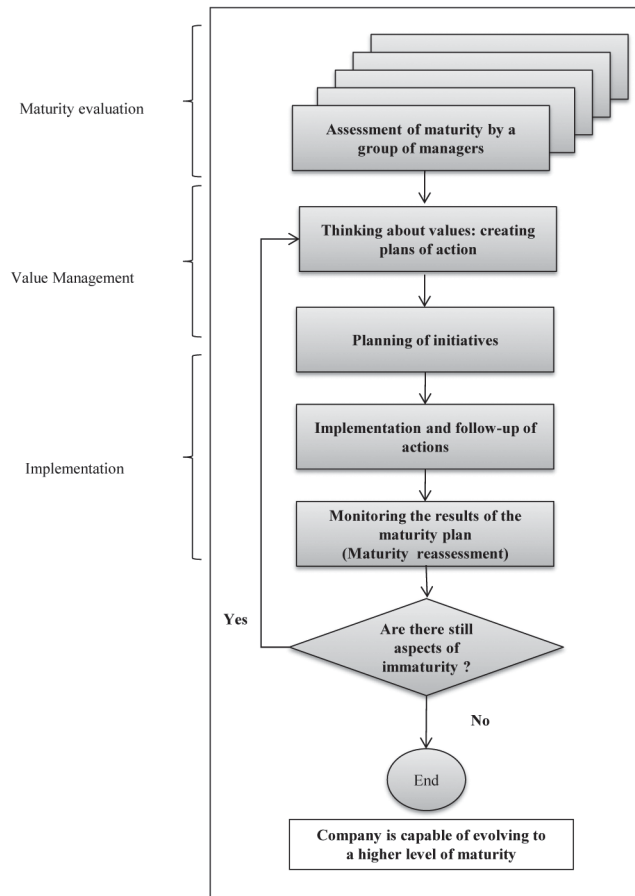 Maturity evaluation
Assessment of maturity by a
group of managers
Thinking about values: creating
plans of action
Value Management
Planning of initiatives
Implementation and follow-up of
actions
Implementation
Monitoring the results of the
maturity plan
(Maturity reassessment)
Yes
Are there still
aspects of
immaturity ?
No
End
Company is capable of evolving to
a higher level of maturity